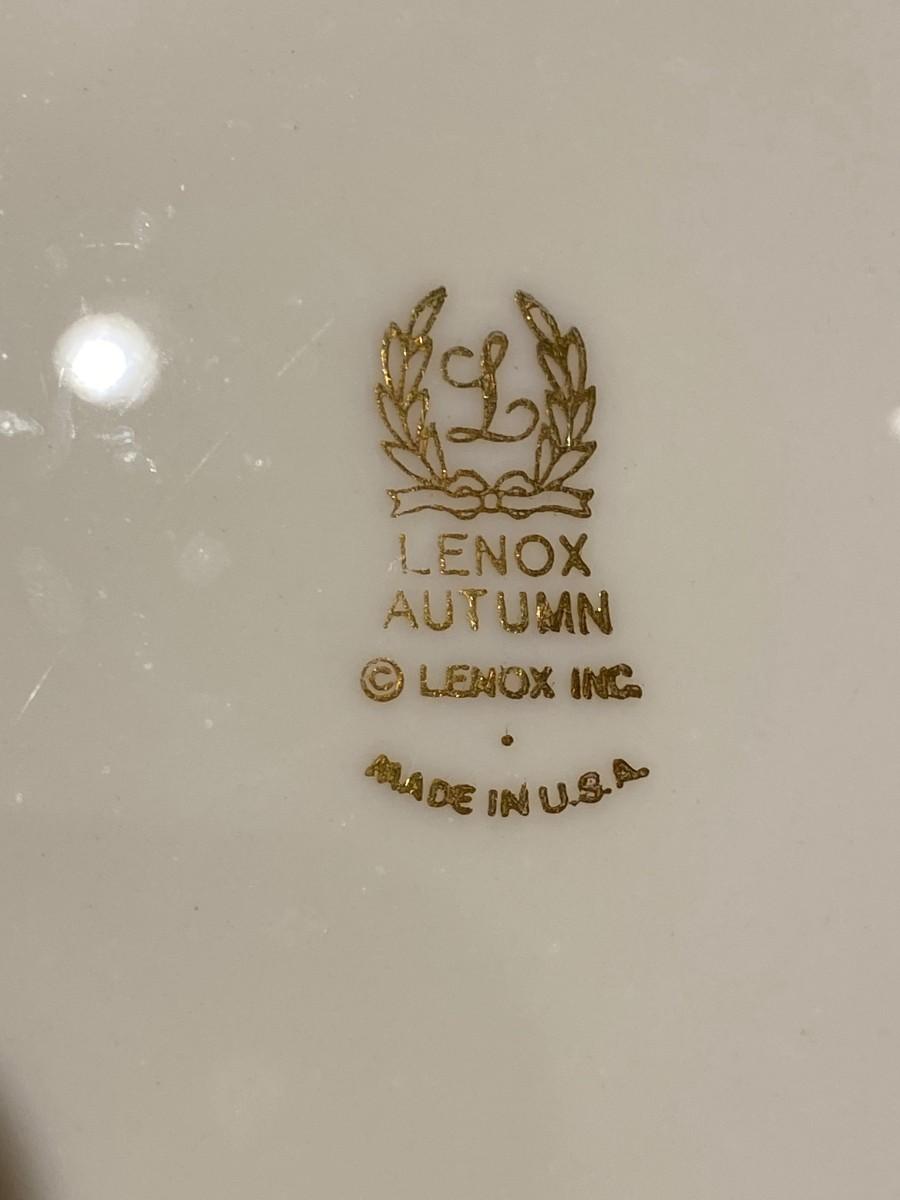 L
LENOX
AUTUMN
© LENOX INC.
MADE IN U.S.A.